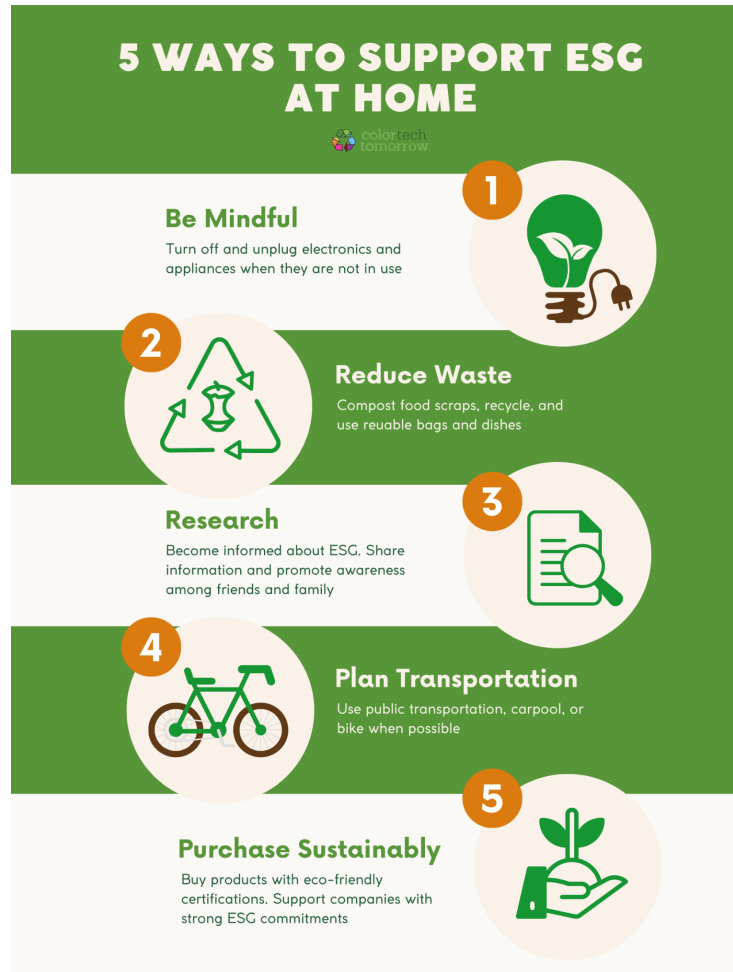 5 WAYS TO SUPPORT ESG
AT HOME
colortech
tomorrow
1
Be Mindful
Turn off and unplug electronics and
appliances when they are not in use
2
Reduce Waste
Compost food scraps, recycle, and
use reuable bags and dishes
3
Research
Become informed about ESG. Share
information and promote awareness
among friends and family
4
Plan Transportation
Use public transportation, carpool, or
bike when possible
5
Purchase Sustainably
Buy products with eco-friendly
certifications. Support companies with
strong ESG commitments